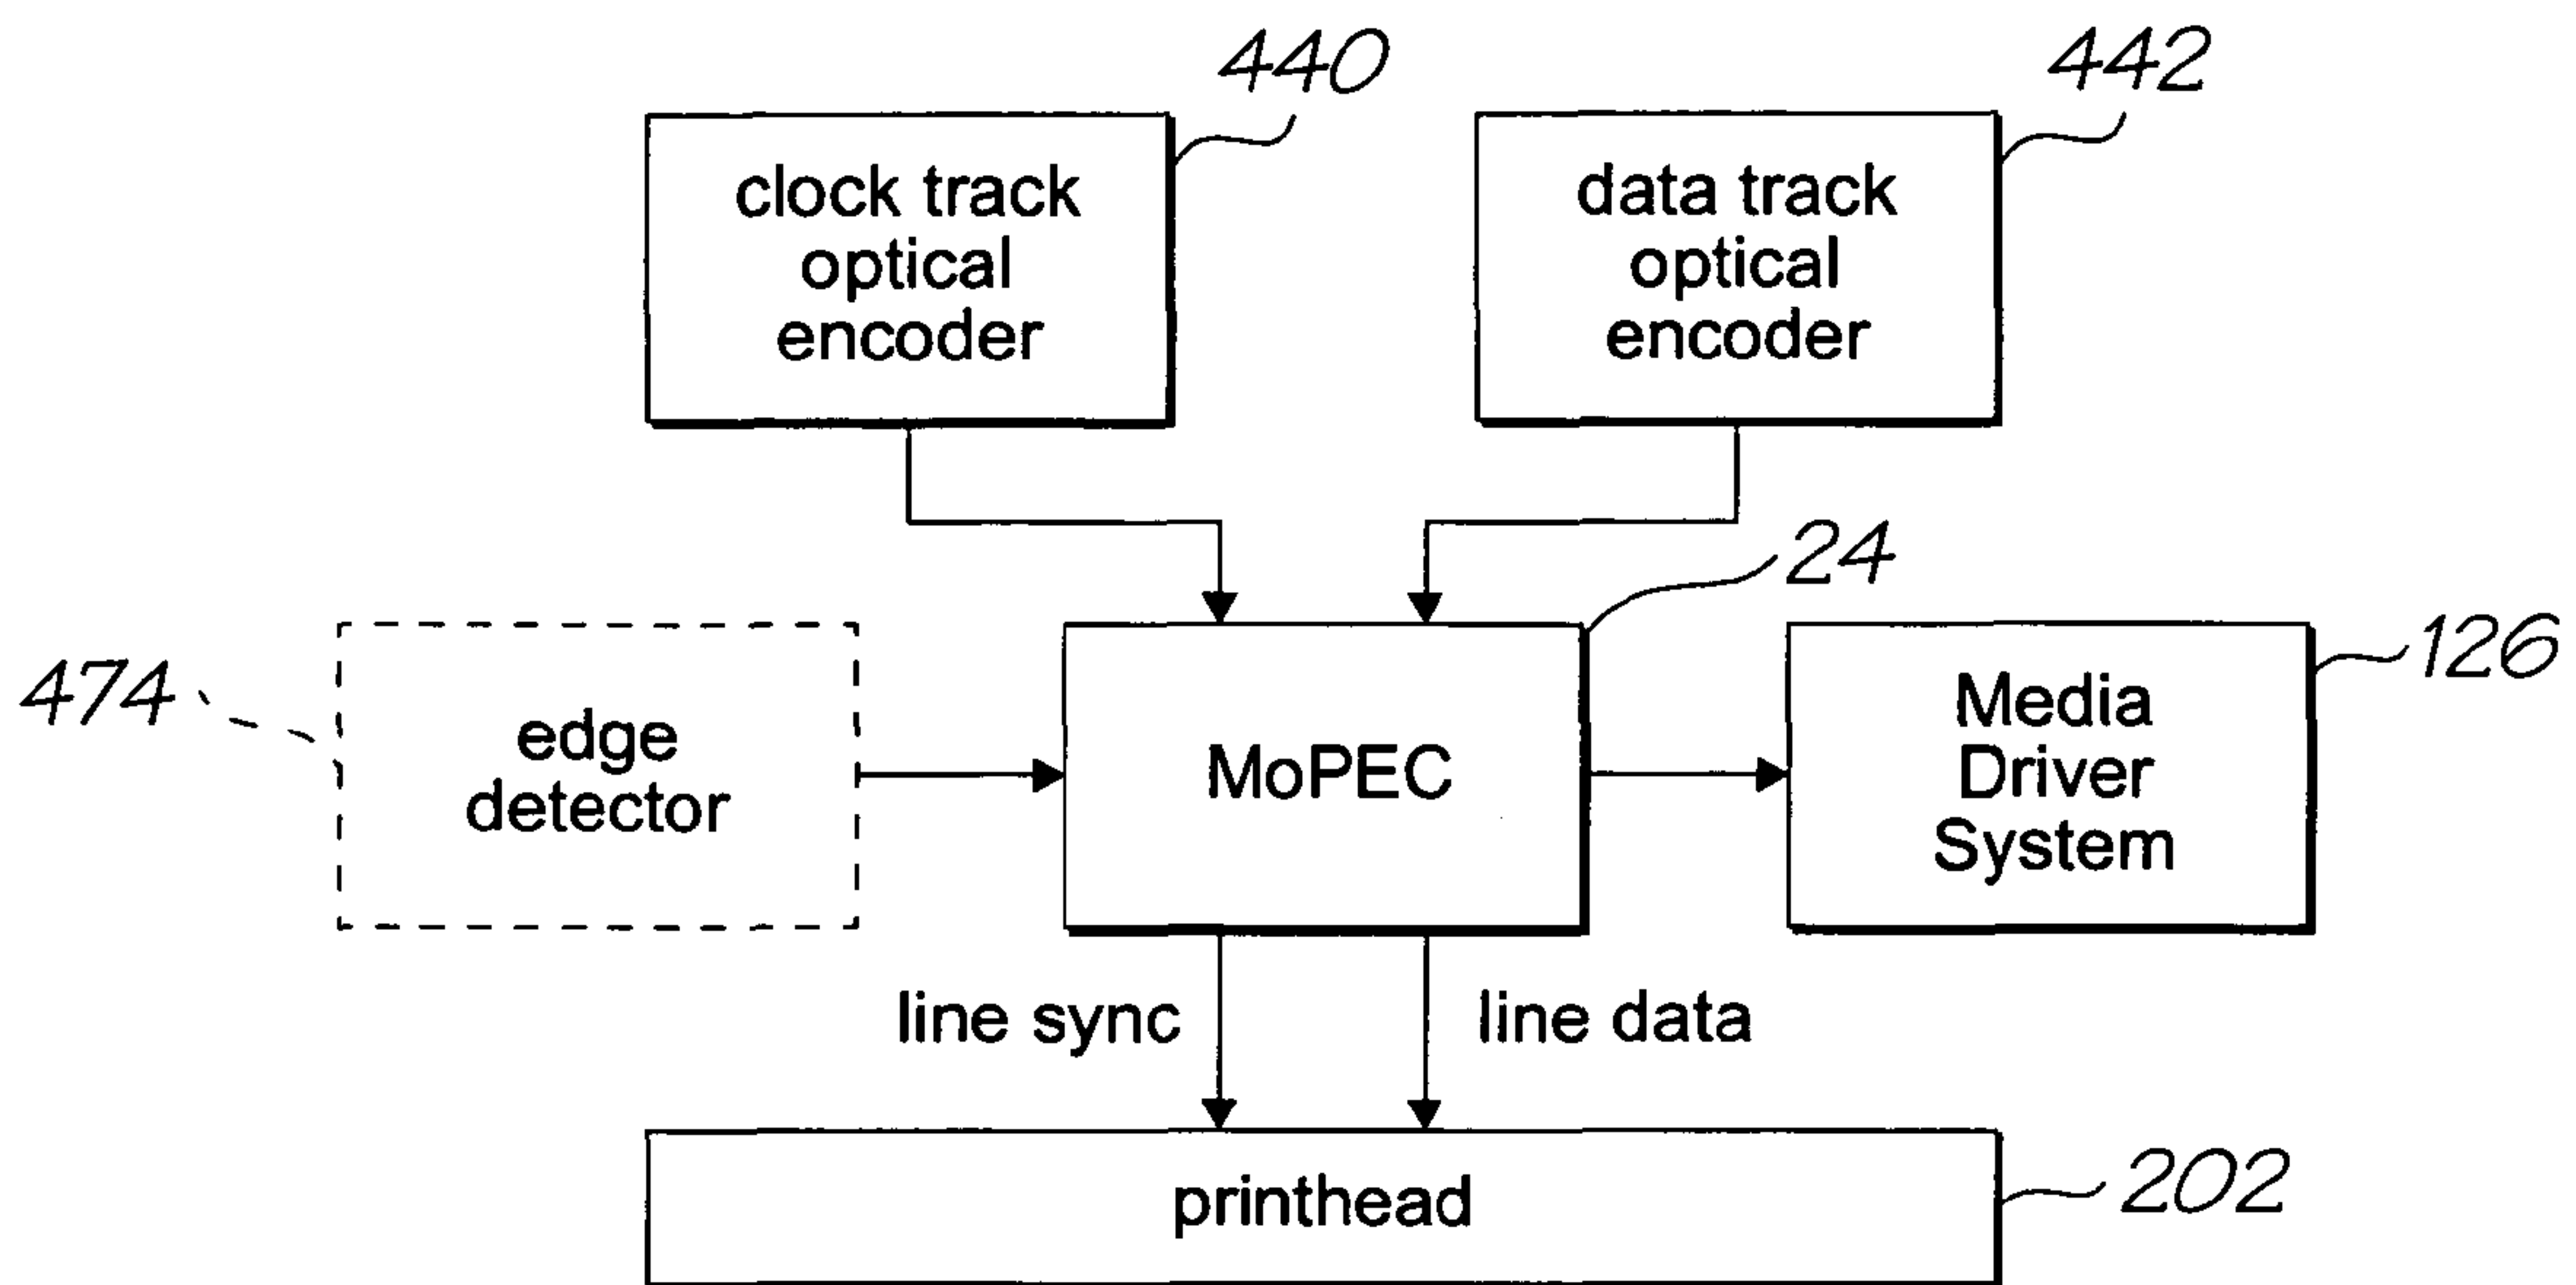 440
442
clock track
optical
encoder
data track
optical
encoder
24
126
474
edge
detector
MoPEC
Media
Driver
System
line sync
line data
printhead
202